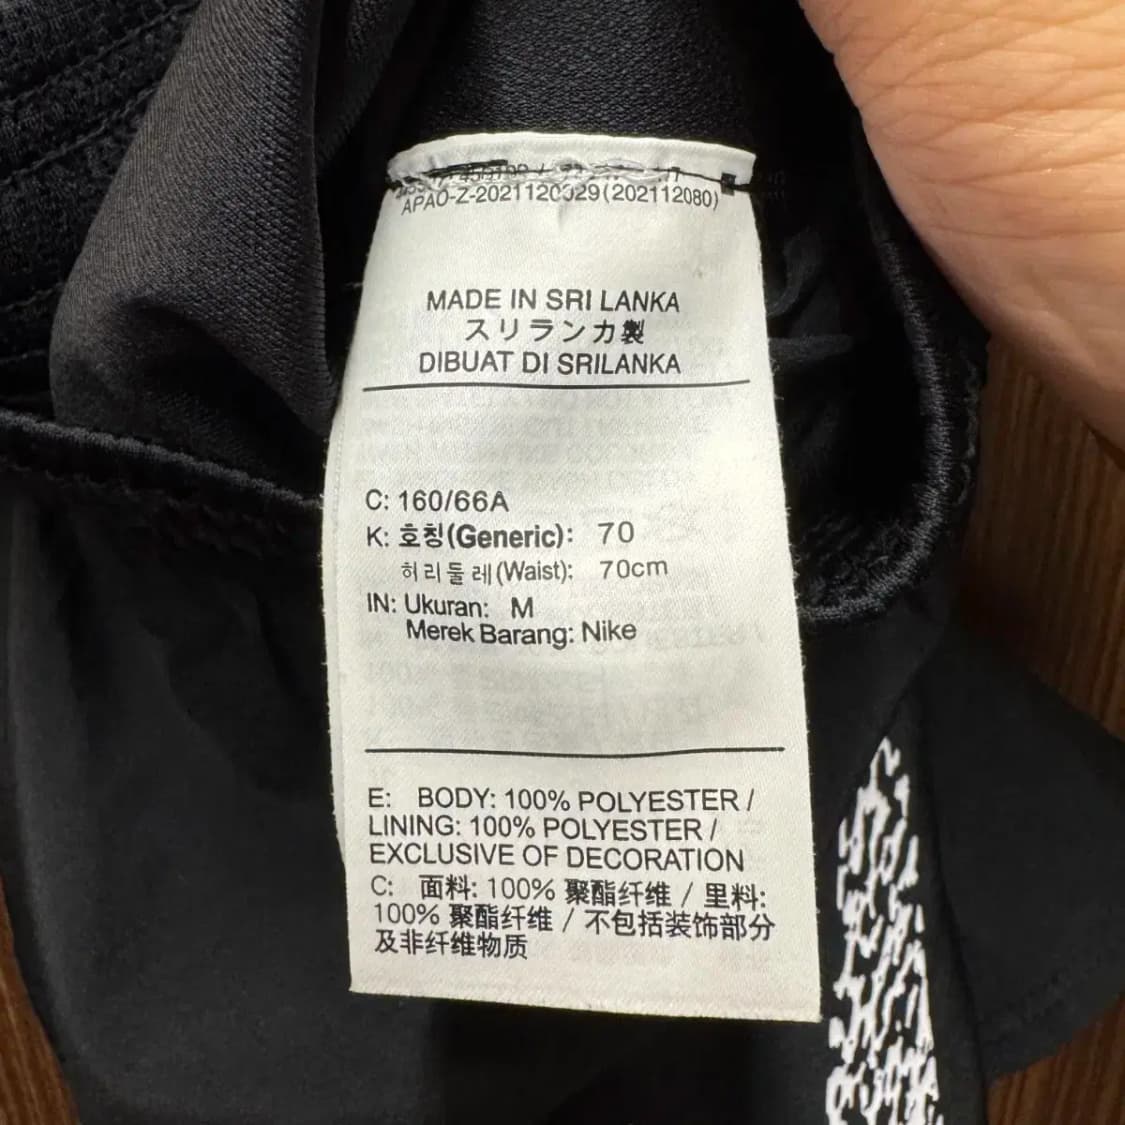 APAO-Z-2021120329(202112080)
MADE IN SRI LANKA
スリランカ製
DIBUAT DI SRILANKA
C: 160/66A
K: 호칭(Generic): 70
허리둘레(Waist): 70cm
IN: Ukuran: M
Merek Barang: Nike
E: BODY: 100% POLYESTER /
LINING: 100% POLYESTER /
EXCLUSIVE OF DECORATION
C: 面料: 100% 聚酯纤维 / 里料:
100% 聚酯纤维 / 不包括装饰部分
及非纤维物质